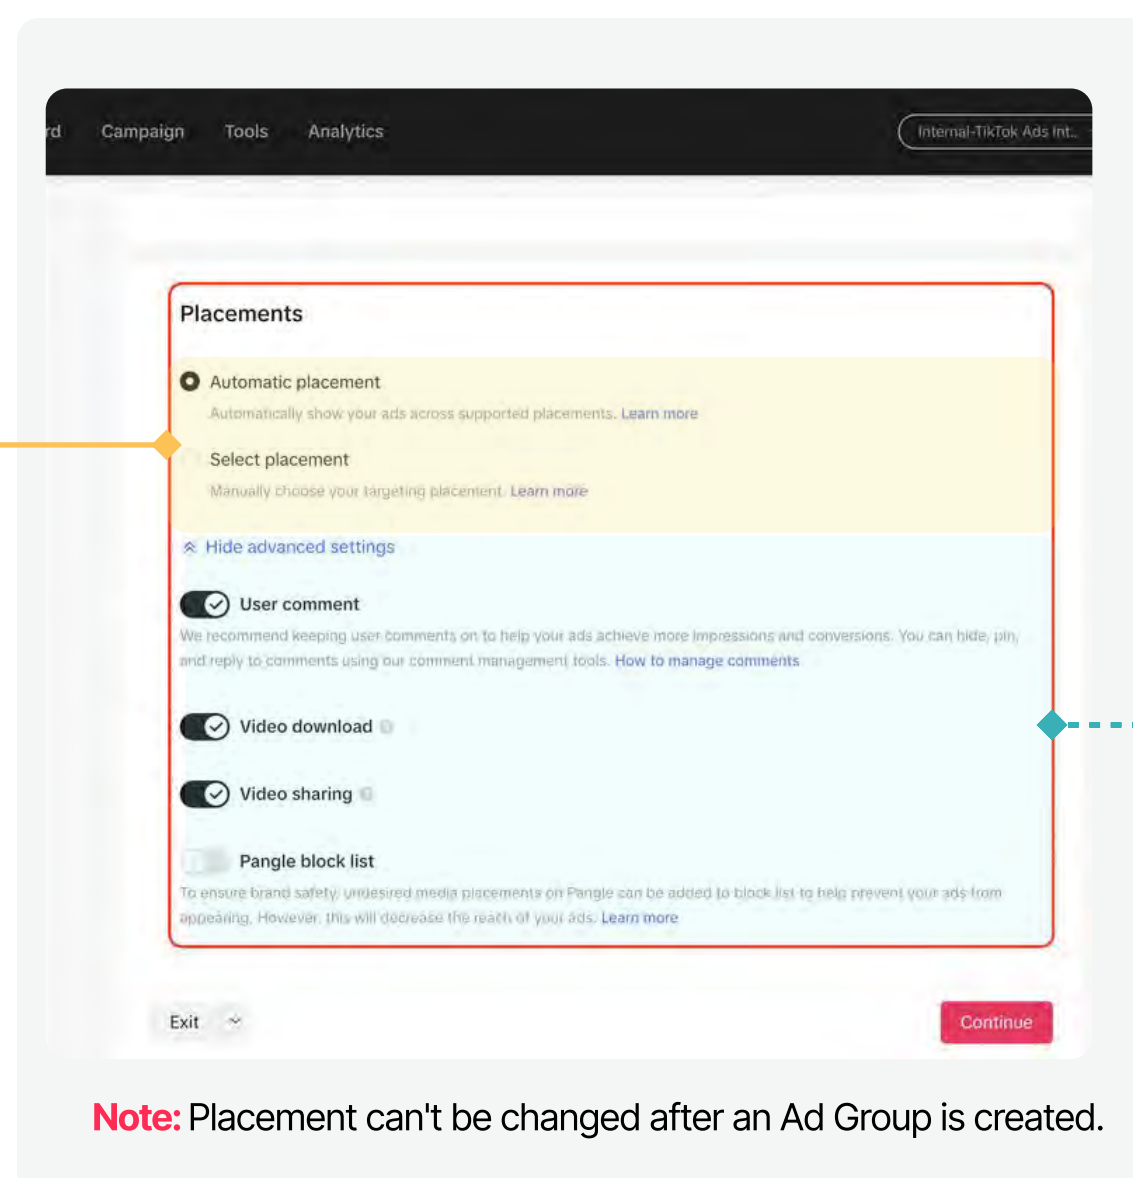 rd Campaign Tools Analytics Internal-TikTok Ads Int...
Placements
Automatic placement
Automatically show your ads across supported placements. Learn more
Select placement
Manually choose your targeting placement. Learn more
Hide advanced settings
User comment
We recommend keeping user comments on to help your ads achieve more impressions and conversions. You can hide, pin,
and reply to comments using our comment management tools. How to manage comments
Video download
Video sharing
Pangle block list
To ensure brand safety, undesired media placements on Pangle can be added to block list to help prevent your ads from
appearing. However, this will decrease the reach of your ads. Learn more
Exit
Continue
Note: Placement can't be changed after an Ad Group is created.